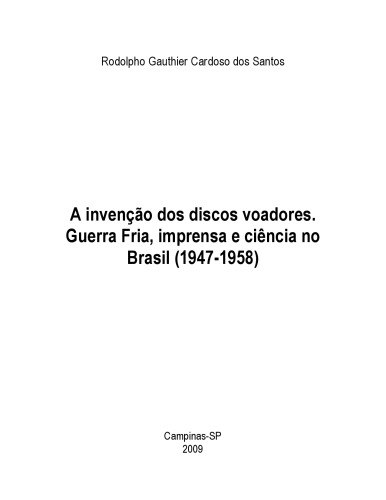 Rodolpho Gauthier Cardoso dos Santos
A invenção dos discos voadores.
Guerra Fria, imprensa e ciência no
Brasil (1947-1958)
Campinas-SP
2009